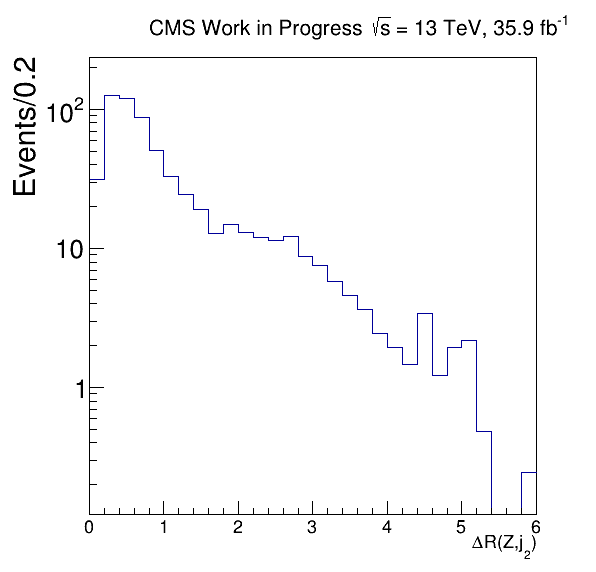 CMS Work in Progress √s = 13 TeV, 35.9 fb⁻¹
Events/0.2
10²
10
1
0 1 2 3 4 5 6
ΔR(Z,j₂)